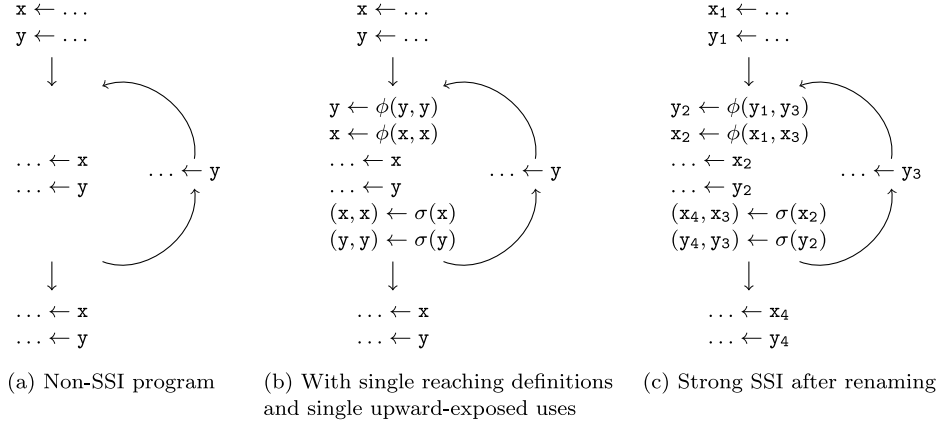 x ← ...
y ← ...
... ← x
... ← y
... ← y
... ← x
... ← y
(a) Non-SSI program
x ← ...
y ← ...
y ← ϕ(y, y)
x ← ϕ(x, x)
... ← x
... ← y
(x, x) ← σ(x)
(y, y) ← σ(y)
... ← y
... ← x
... ← y
(b) With single reaching definitions
and single upward-exposed uses
x₁ ← ...
y₁ ← ...
y₂ ← ϕ(y₁, y₃)
x₂ ← ϕ(x₁, x₃)
... ← x₂
... ← y₂
(x₄, x₃) ← σ(x₂)
(y₄, y₃) ← σ(y₂)
... ← y₃
... ← x₄
... ← y₄
(c) Strong SSI after renaming